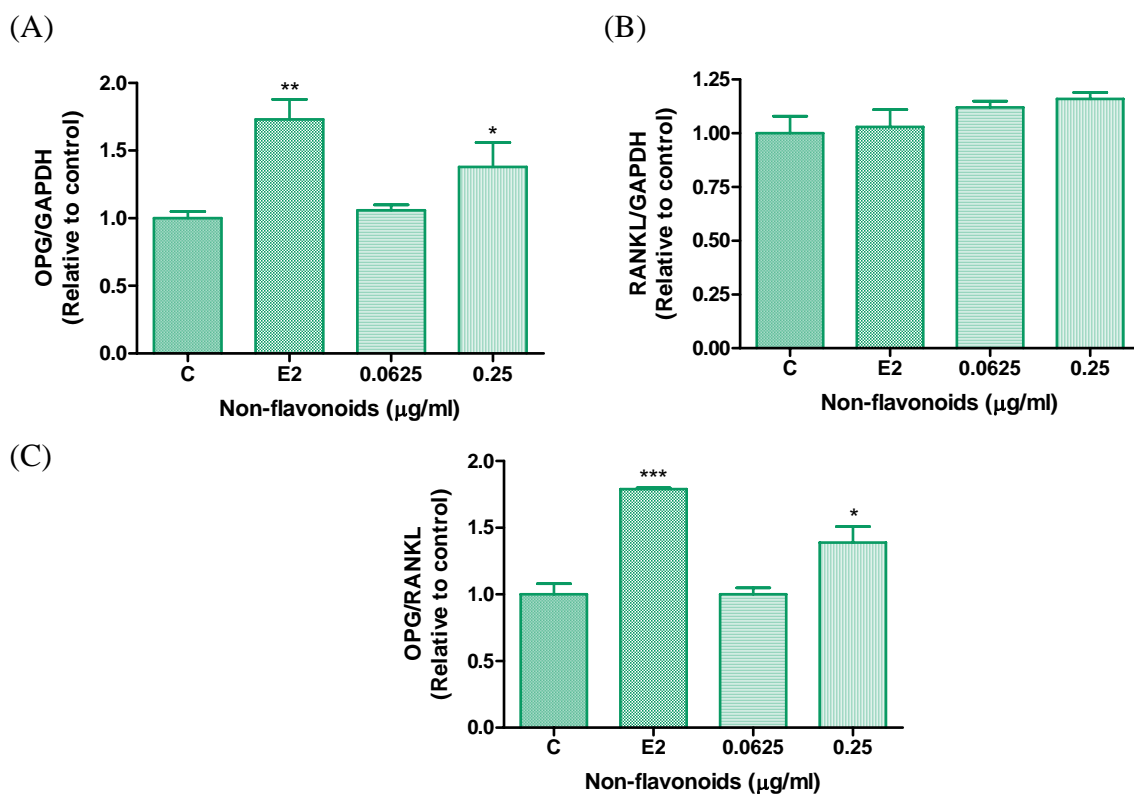 (A)
OPG/GAPDH
(Relative to control)
2.0
1.5
1.0
0.5
0.0
**
*
C E2 0.0625 0.25
Non-flavonoids (μg/ml)
(B)
RANKL/GAPDH
(Relative to control)
1.25
1.00
0.75
0.50
0.25
0.00
C E2 0.0625 0.25
Non-flavonoids (μg/ml)
(C)
OPG/RANKL
(Relative to control)
2.0
1.5
1.0
0.5
0.0
***
*
C E2 0.0625 0.25
Non-flavonoids (μg/ml)